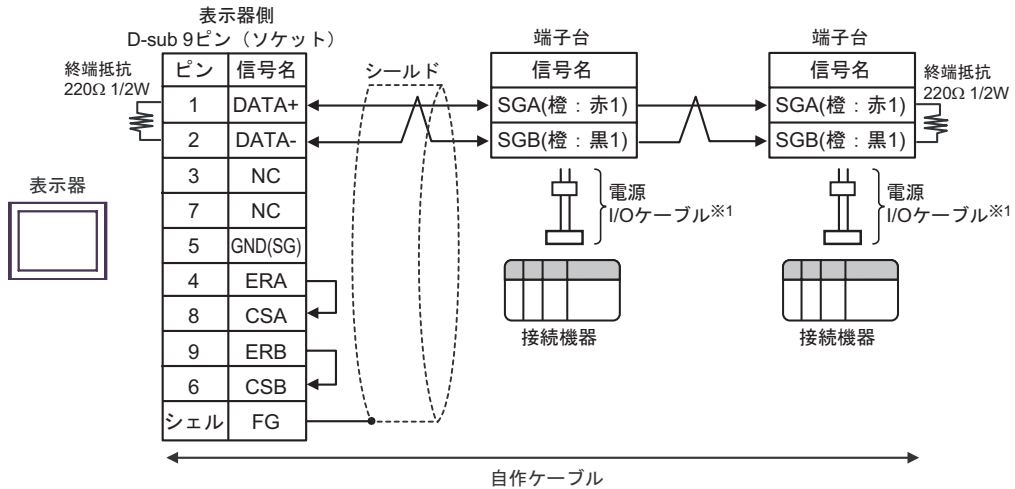 表示器側
D-sub 9ピン（ソケット）
終端抵抗
220Ω 1/2W
ピン 信号名
1 DATA+
2 DATA-
3 NC
7 NC
5 GND(SG)
4 ERA
8 CSA
9 ERB
6 CSB
シェル FG
表示器
シールド
端子台
信号名
SGA(橙：赤1)
SGB(橙：黒1)
電源
I/Oケーブル※1
接続機器
端子台
信号名
SGA(橙：赤1)
SGB(橙：黒1)
終端抵抗
220Ω 1/2W
電源
I/Oケーブル※1
接続機器
自作ケーブル